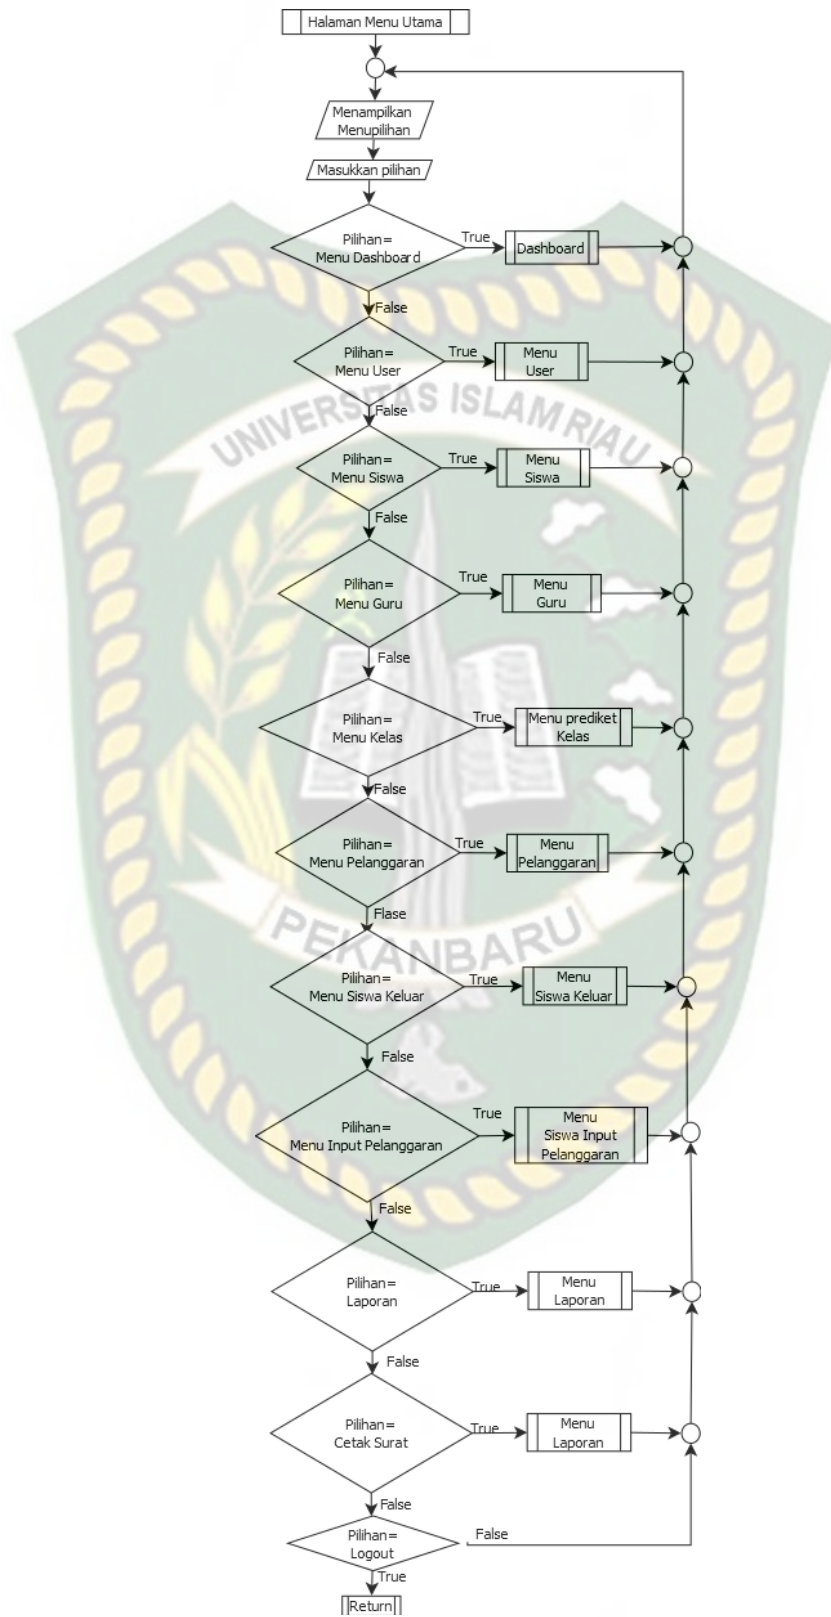 Halaman Menu Utama
Menampilkan
Menupilihan
Masukkan pilihan
Pilihan=
Menu Dashboard
True
Dashboard
False
Pilihan=
Menu User
True
Menu
User
False
UNIVERSITAS ISLAM RIAU
Pilihan=
Menu Siswa
True
Menu
Siswa
False
Pilihan=
Menu Guru
True
Menu
Guru
False
Pilihan=
Menu Kelas
True
Menu prediket
Kelas
False
Pilihan=
Menu Pelanggaran
True
Menu
Pelanggaran
Flase
PEKANBARU
Pilihan=
Menu Siswa Keluar
True
Menu
Siswa Keluar
False
Pilihan=
Menu Input Pelanggaran
True
Menu
Siswa Input
Pelanggaran
False
Pilihan=
Laporan
True
Menu
Laporan
False
Pilihan=
Cetak Surat
True
Menu
Laporan
False
Pilihan=
Logout
False
True
Return